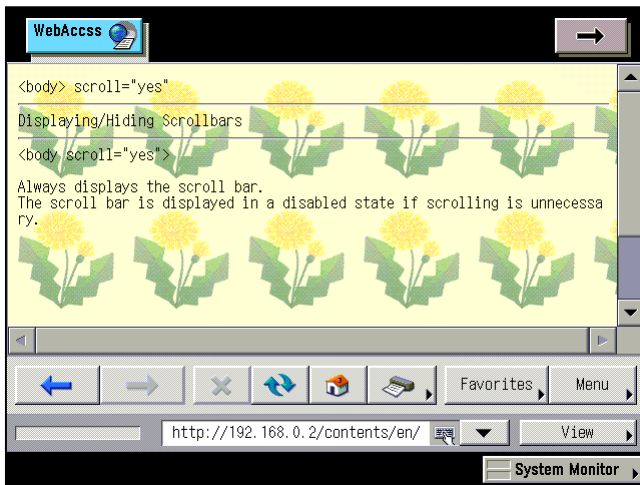 WebAccss
<body> scroll="yes"
Displaying/Hiding Scrollbars
<body scroll="yes">
Always displays the scroll bar.
The scroll bar is displayed in a disabled state if scrolling is unnecessa
ry.
Favorites
Menu
http://192.168.0.2/contents/en/
View
System Monitor